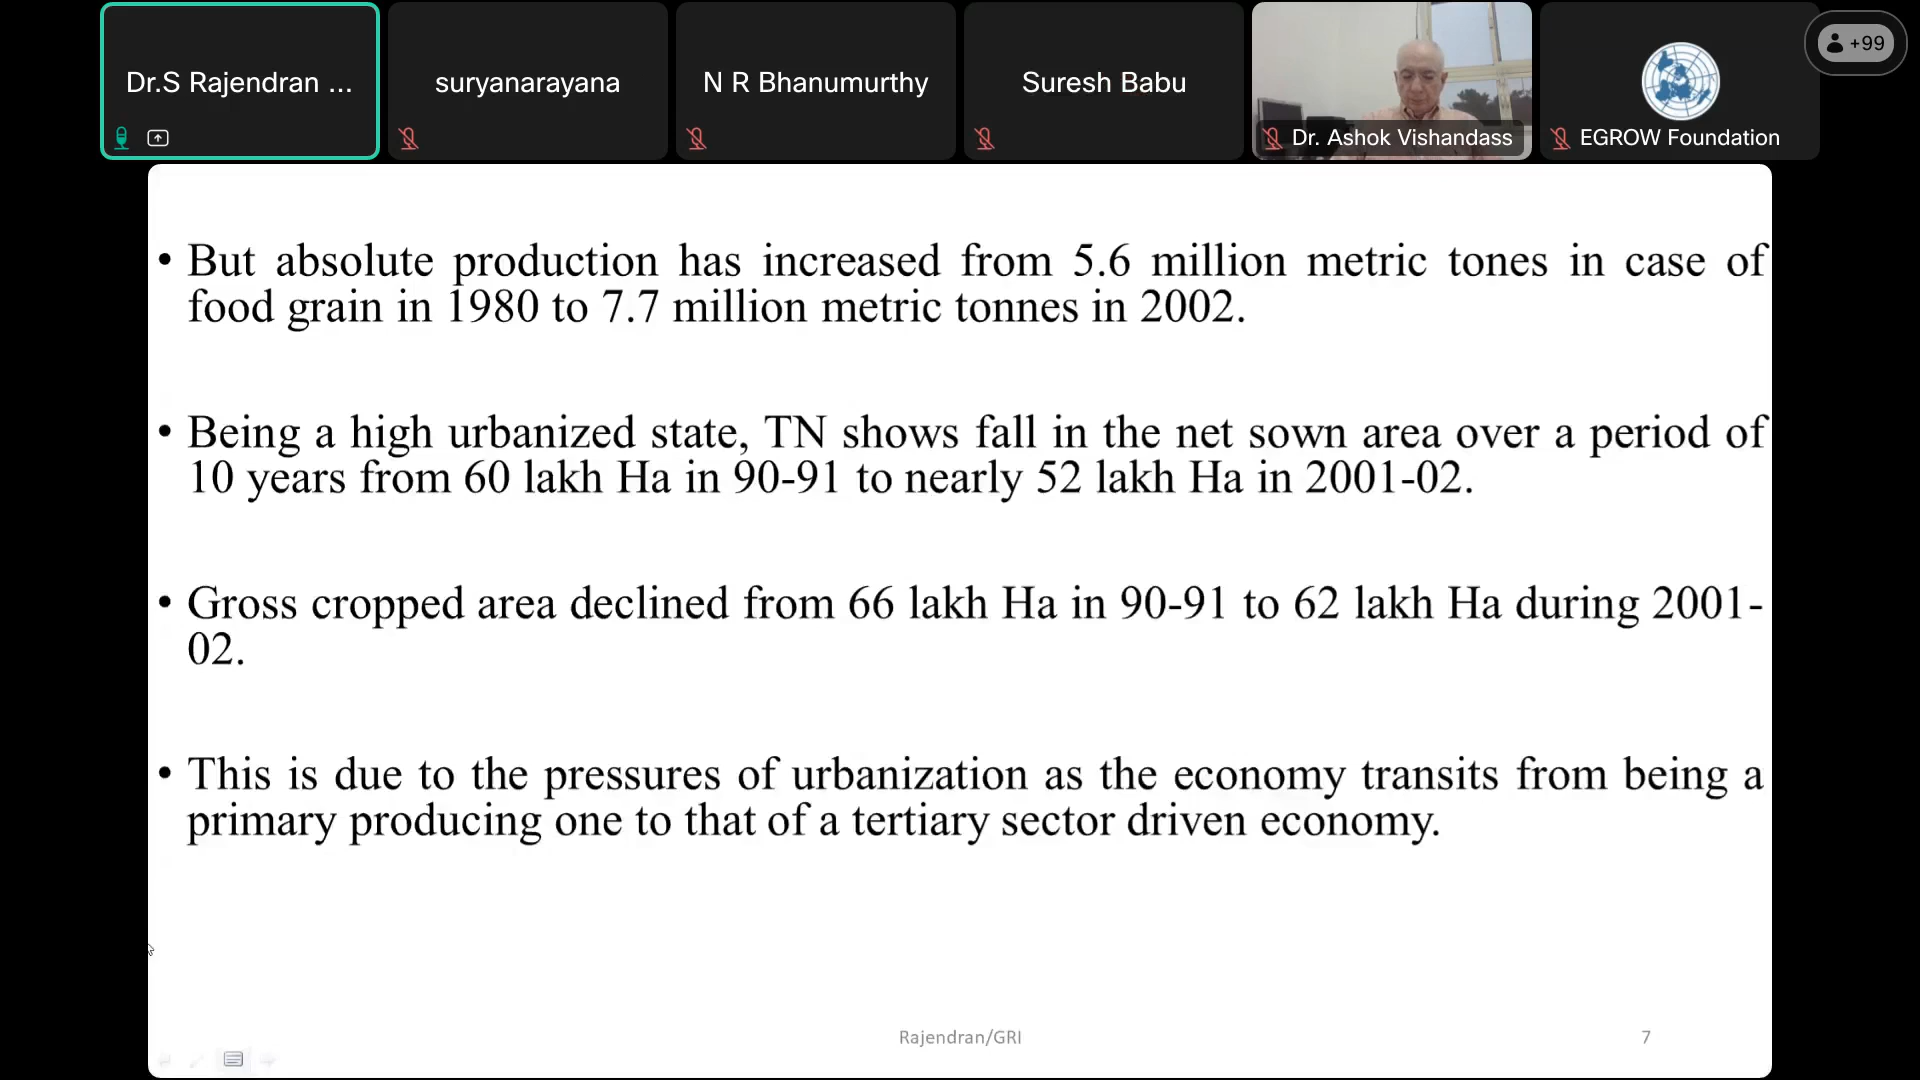 Dr.S Rajendran ...
suryanarayana
N R Bhanumurthy
Suresh Babu
Dr. Ashok Vishandass
EGROW Foundation
+99
• But absolute production has increased from 5.6 million metric tones in case of
food grain in 1980 to 7.7 million metric tonnes in 2002.
• Being a high urbanized state, TN shows fall in the net sown area over a period of
10 years from 60 lakh Ha in 90-91 to nearly 52 lakh Ha in 2001-02.
• Gross cropped area declined from 66 lakh Ha in 90-91 to 62 lakh Ha during 2001-
02.
• This is due to the pressures of urbanization as the economy transits from being a
primary producing one to that of a tertiary sector driven economy.
Rajendran/GRI
7